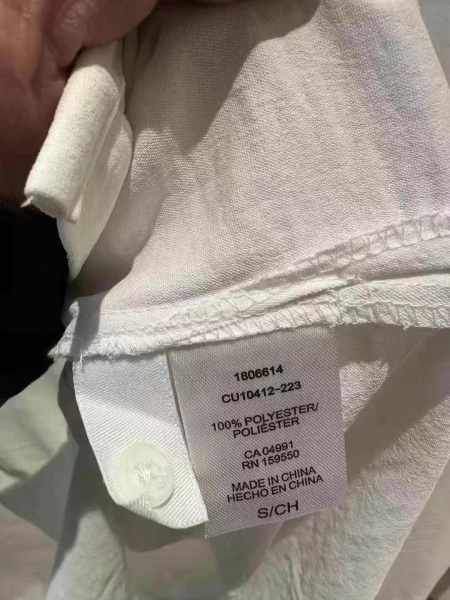 1806614
CU10412-223
100% POLYESTER/
POLIÉSTER
CA 04991
RN 159550
MADE IN CHINA
HECHO EN CHINA
S/CH